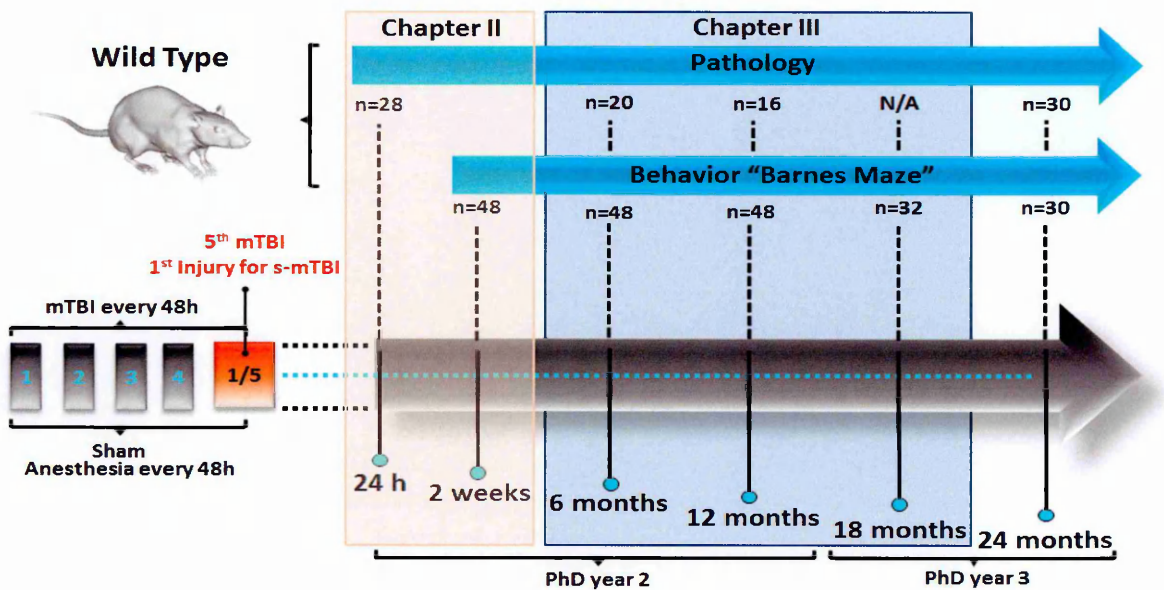 Chapter II
Chapter III
Wild Type
Pathology
n=28
n=20
n=16
N/A
n=30
Behavior "Barnes Maze"
n=48
n=48
n=48
n=32
n=30
5th mTBI
1st Injury for s-mTBI
mTBI every 48h
1
2
3
4
1/5
Sham
Anesthesia every 48h
24 h
2 weeks
6 months
12 months
18 months
24 months
PhD year 2
PhD year 3